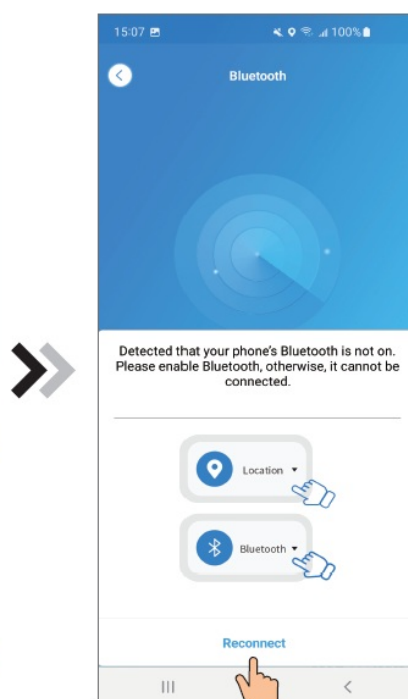 15:07 100%
Bluetooth
Detected that your phone's Bluetooth is not on.
Please enable Bluetooth, otherwise, it cannot be
connected.
Location
Bluetooth
Reconnect